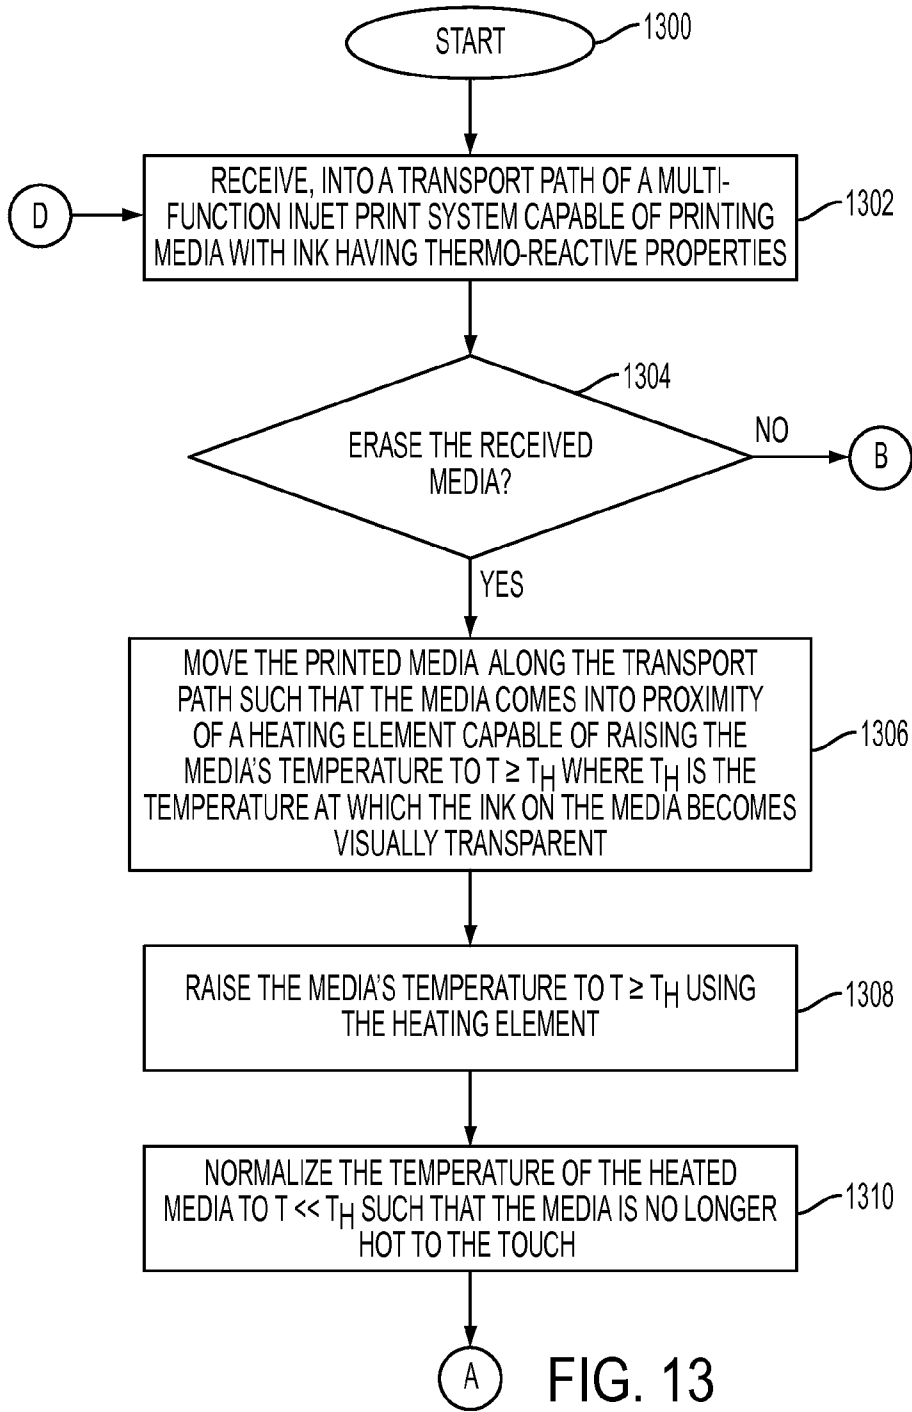 START
1300
RECEIVE, INTO A TRANSPORT PATH OF A MULTI-
FUNCTION INJET PRINT SYSTEM CAPABLE OF PRINTING
MEDIA WITH INK HAVING THERMO-REACTIVE PROPERTIES
1302
D
1304
ERASE THE RECEIVED
MEDIA?
NO
B
YES
MOVE THE PRINTED MEDIA ALONG THE TRANSPORT
PATH SUCH THAT THE MEDIA COMES INTO PROXIMITY
OF A HEATING ELEMENT CAPABLE OF RAISING THE
MEDIA'S TEMPERATURE TO T ≥ TH WHERE TH IS THE
TEMPERATURE AT WHICH THE INK ON THE MEDIA BECOMES
VISUALLY TRANSPARENT
1306
RAISE THE MEDIA'S TEMPERATURE TO T ≥ TH USING
THE HEATING ELEMENT
1308
NORMALIZE THE TEMPERATURE OF THE HEATED
MEDIA TO T << TH SUCH THAT THE MEDIA IS NO LONGER
HOT TO THE TOUCH
1310
A
FIG. 13